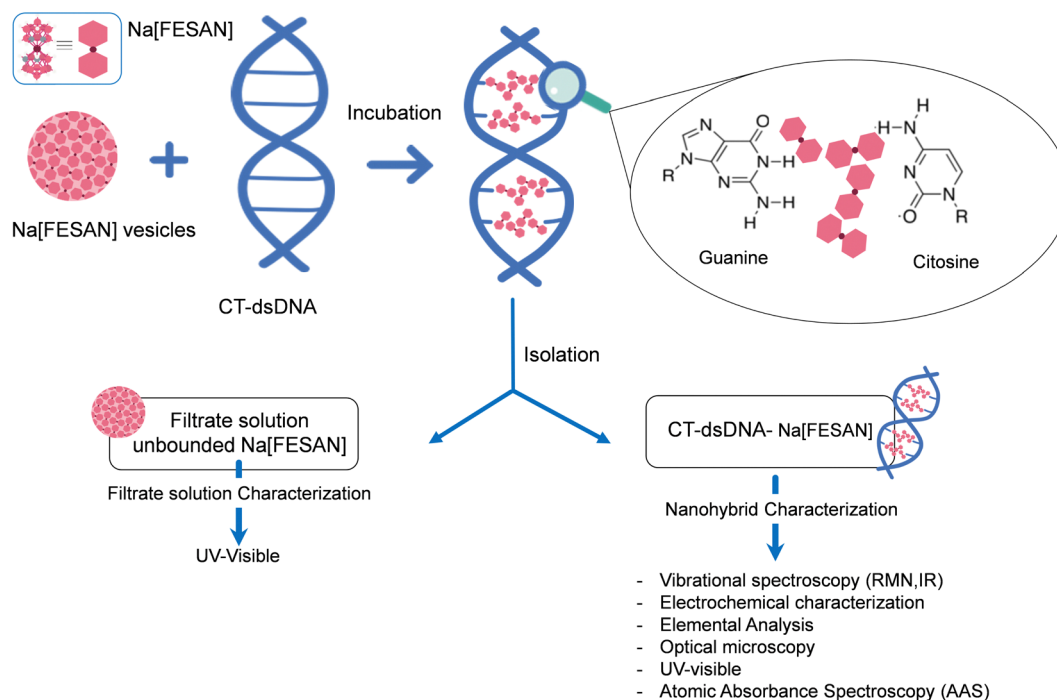 Na[FESAN]
Na[FESAN] vesicles
CT-dsDNA
Incubation
N
N
N
R
O
N-H
N
N-H
H
Guanine
H
H
N
N
O
N
R
Citosine
Isolation
Filtrate solution
unbounded Na[FESAN]
Filtrate solution Characterization
UV-Visible
CT-dsDNA- Na[FESAN]
Nanohybrid Characterization
- Vibrational spectroscopy (RMN,IR)
- Electrochemical characterization
- Elemental Analysis
- Optical microscopy
- UV-visible
- Atomic Absorbance Spectroscopy (AAS)